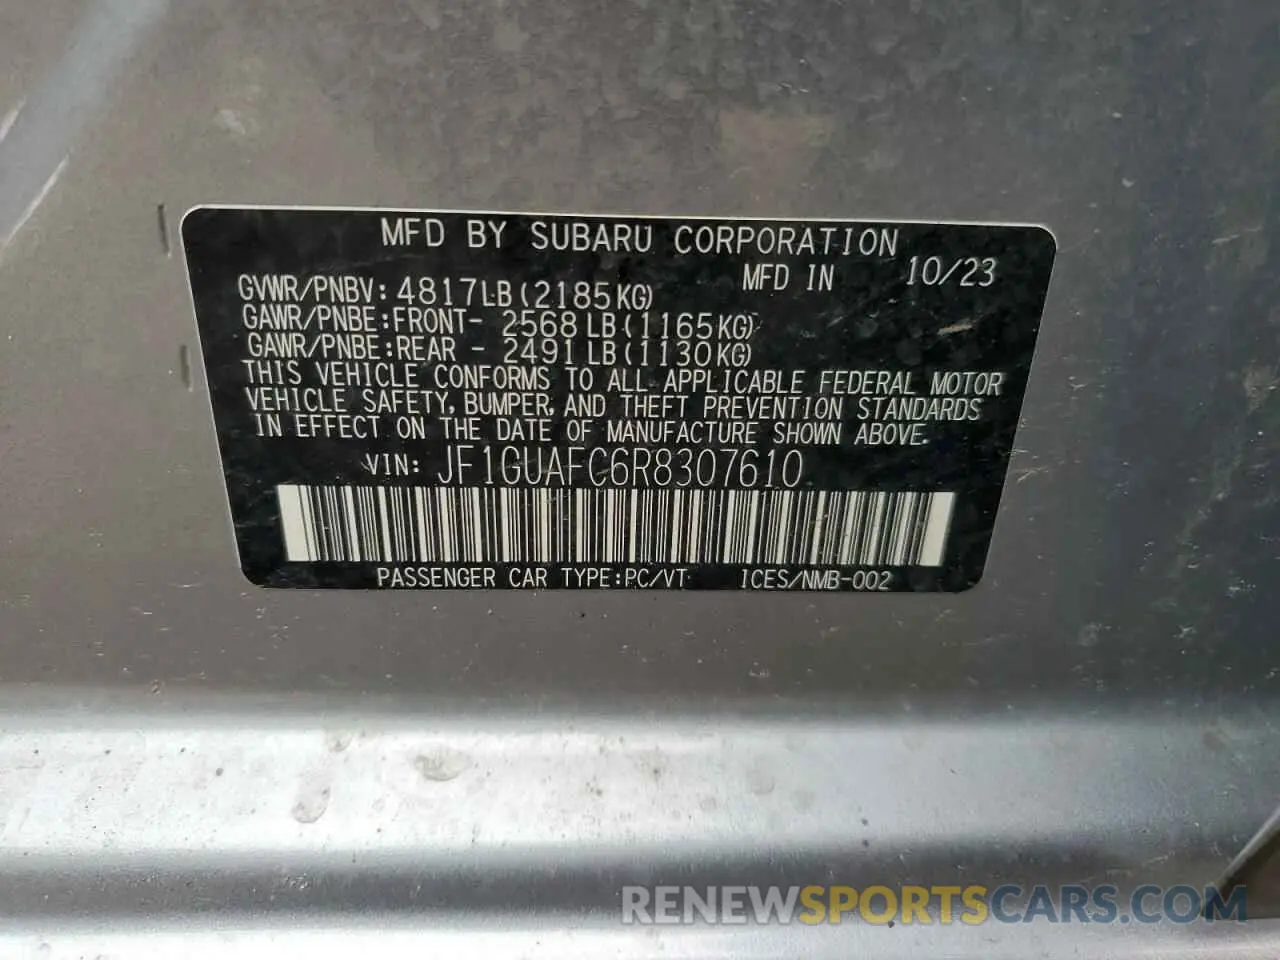 MFD BY SUBARU CORPORATION
MFD IN 10/23
GVWR/PNBV: 4817LB(2185KG)
GAWR/PNBE:FRONT- 2568LB(1165KG)
GAWR/PNBE:REAR - 2491LB(1130KG)
THIS VEHICLE CONFORMS TO ALL APPLICABLE FEDERAL MOTOR
VEHICLE SAFETY, BUMPER, AND THEFT PREVENTION STANDARDS
IN EFFECT ON THE DATE OF MANUFACTURE SHOWN ABOVE.
VIN: JF1GUAFC6R8307610
PASSENGER CAR TYPE:PC/VT ICES/NMB-002
RENEWSPORTSCARS.COM